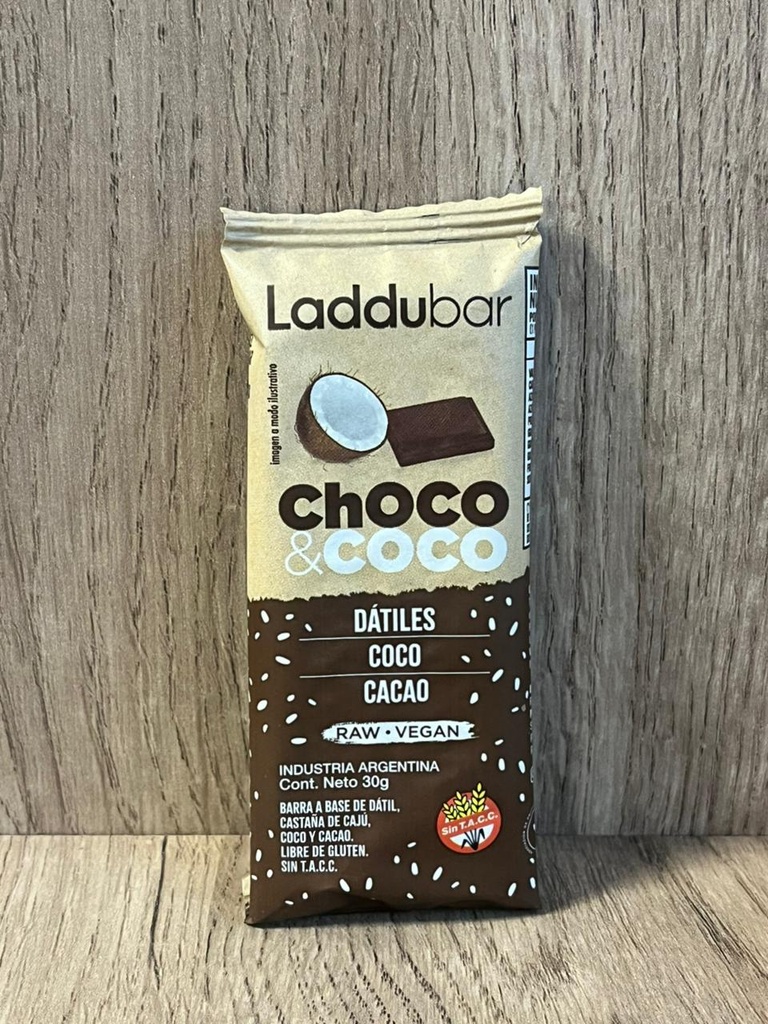 Laddubar
imagen a modo ilustrativo
choco
&coco
DÁTILES
COCO
CACAO
RAW • VEGAN
INDUSTRIA ARGENTINA
Cont. Neto 30g
BARRA A BASE DE DÁTIL,
CASTAÑA DE CAJÚ,
COCO Y CACAO.
LIBRE DE GLUTEN.
SIN T.A.C.C.
Sin T.A.C.C.